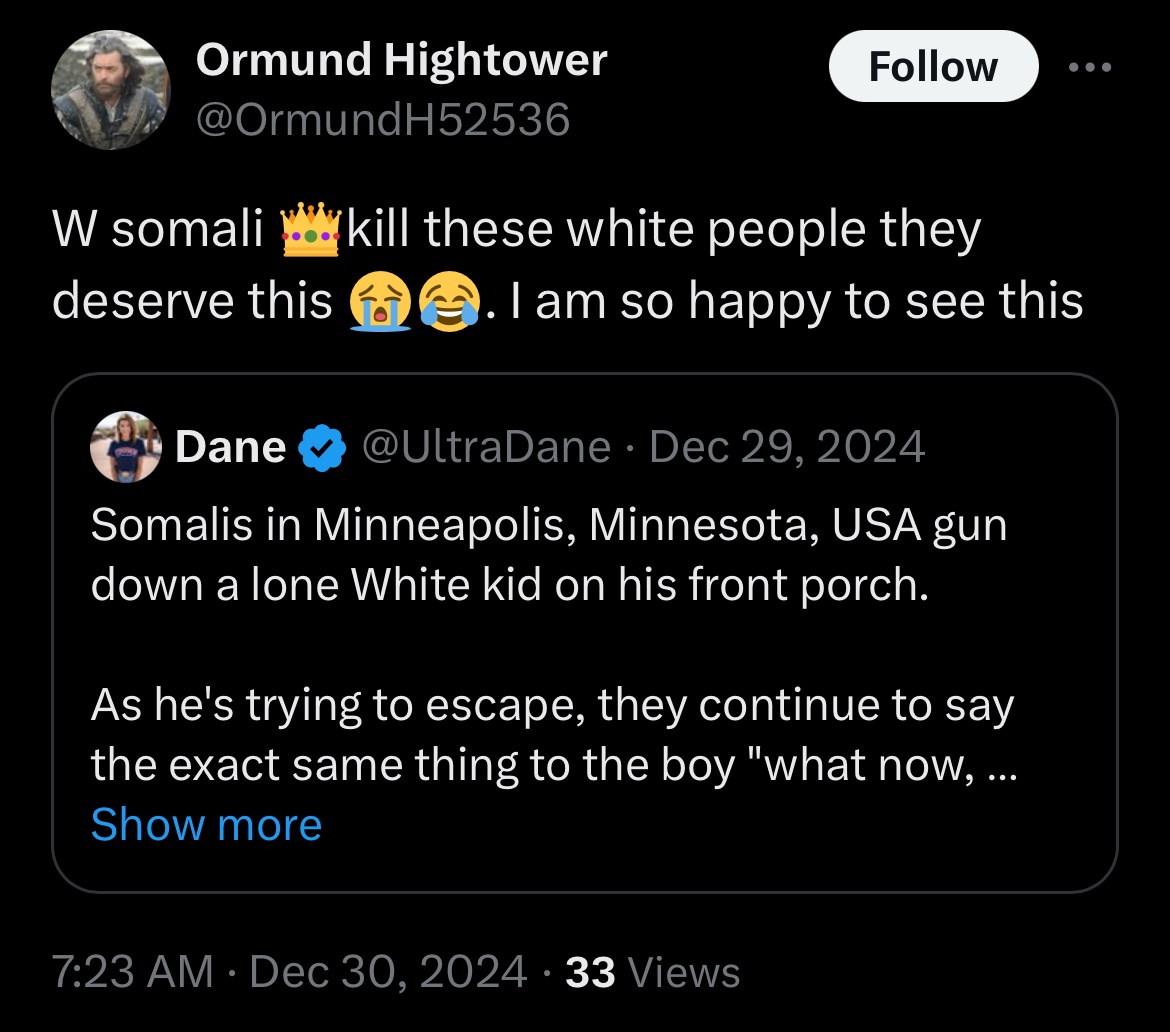 Ormund Hightower
Follow
@OrmundH52536
W somali 👑kill these white people they
deserve this 😭😂. I am so happy to see this
Dane @UltraDane · Dec 29, 2024
Somalis in Minneapolis, Minnesota, USA gun
down a lone White kid on his front porch.
As he's trying to escape, they continue to say
the exact same thing to the boy "what now, ...
Show more
7:23 AM · Dec 30, 2024 · 33 Views